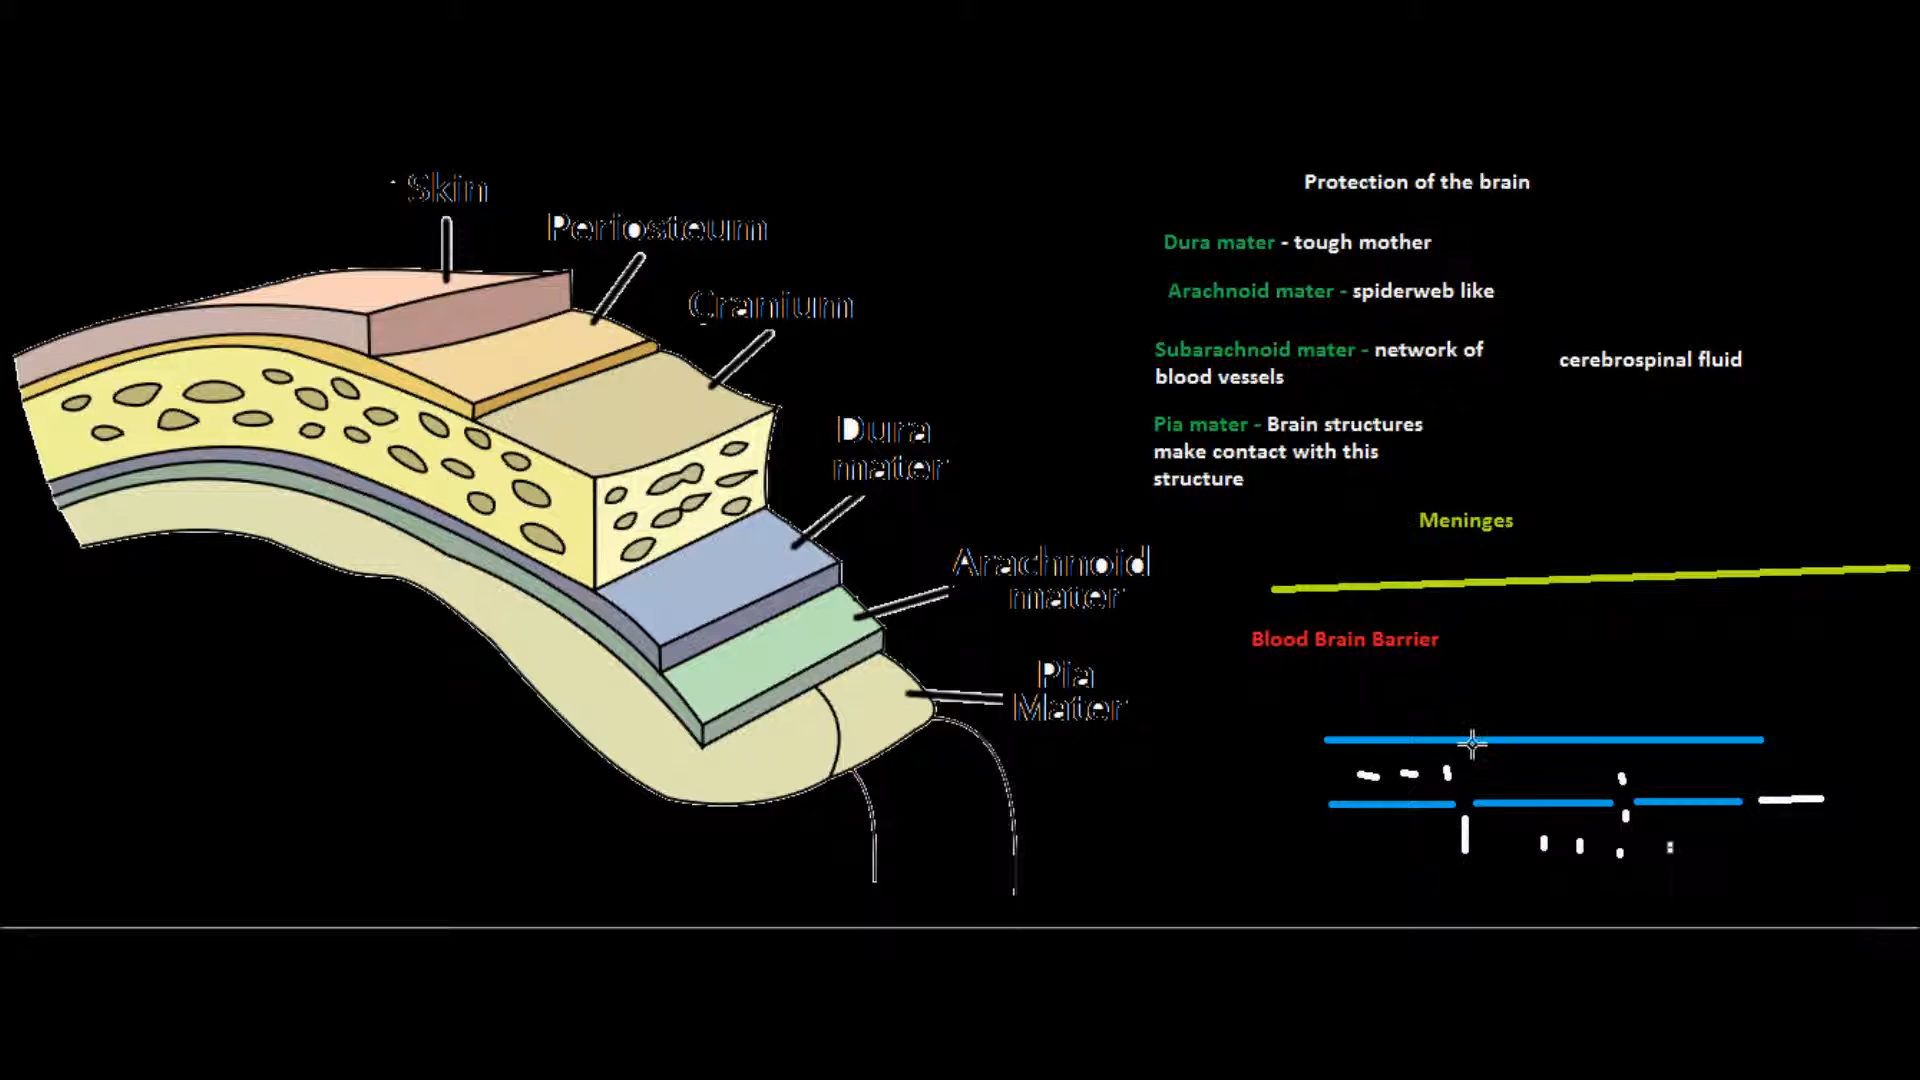 Skin
Periosteum
Cranium
Dura
mater
Arachnoid
mater
Pia
Mater
Protection of the brain
Dura mater - tough mother
Arachnoid mater - spiderweb like
Subarachnoid mater - network of
blood vessels
cerebrospinal fluid
Pia mater - Brain structures
make contact with this
structure
Meninges
Blood Brain Barrier